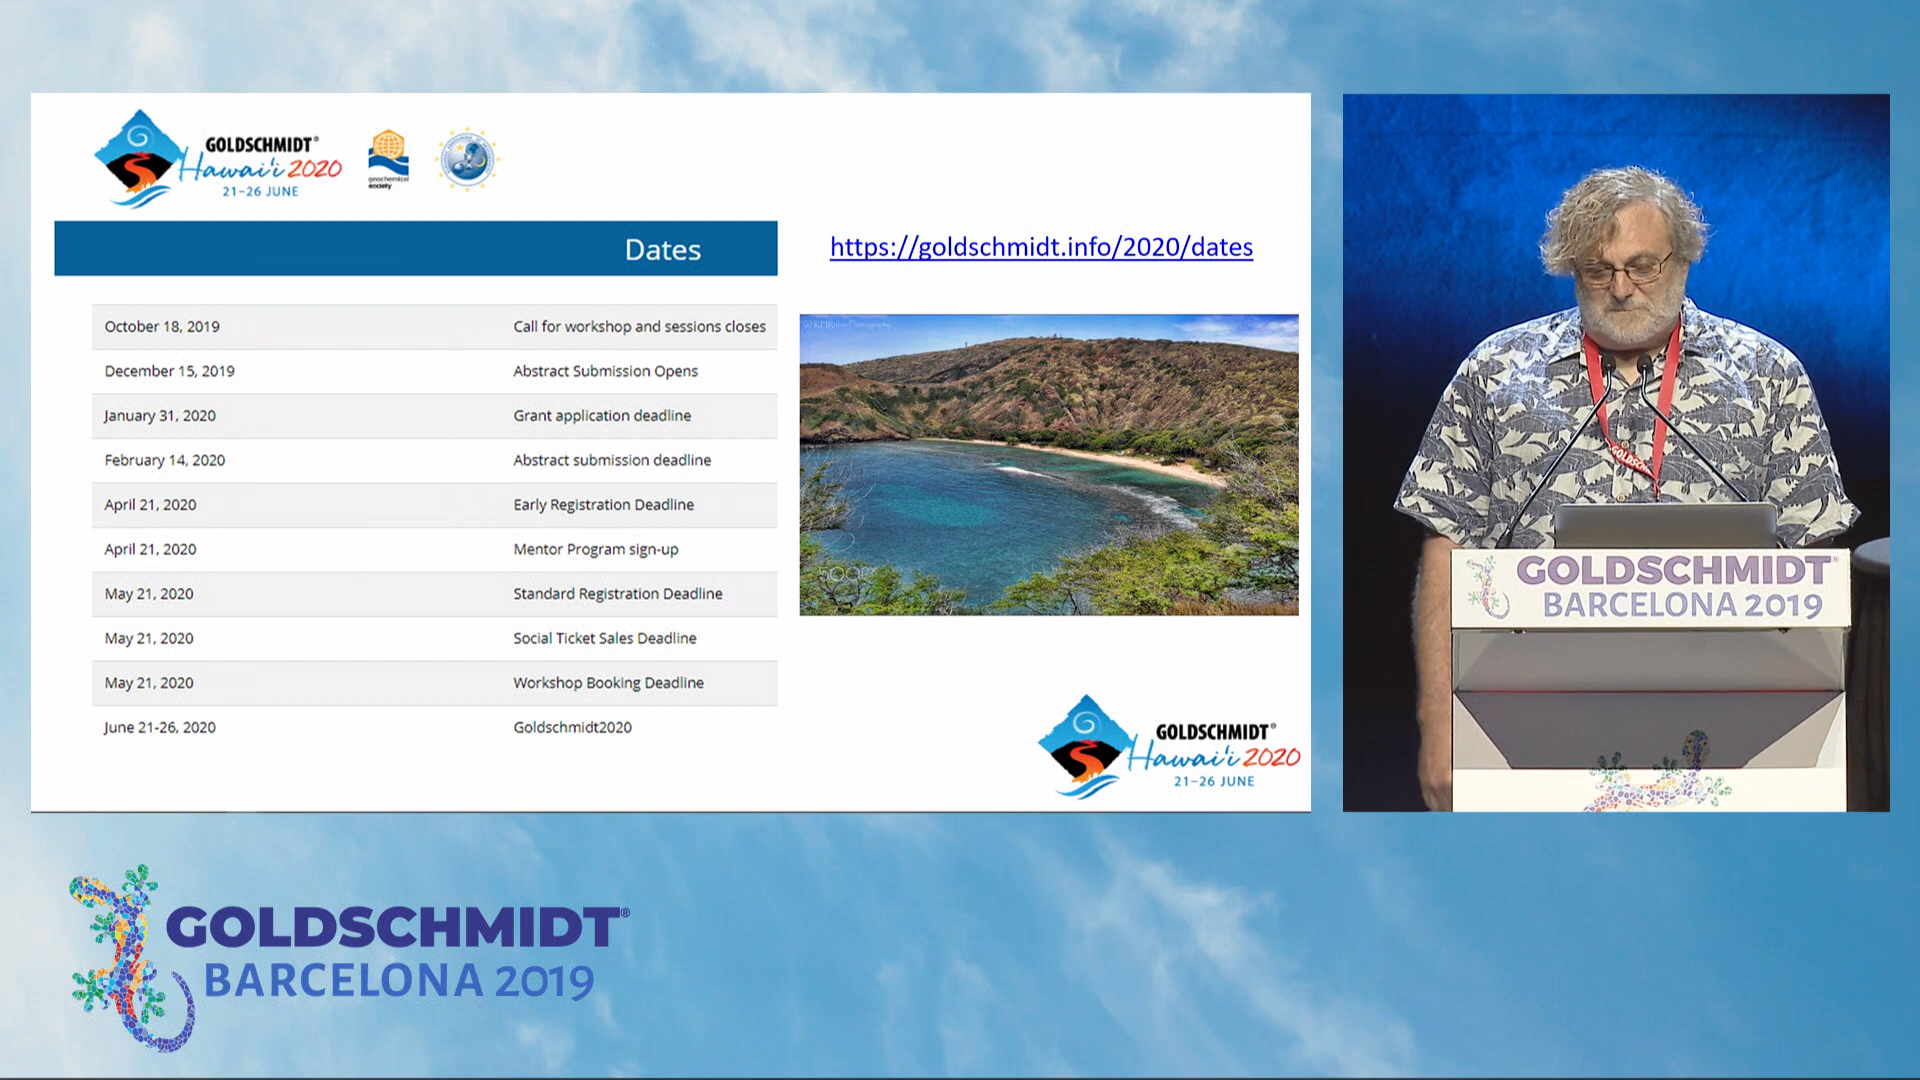 GOLDSCHMIDT®
Hawai'i 2020
21–26 JUNE
geochemical
society
Dates
https://goldschmidt.info/2020/dates
October 18, 2019 Call for workshop and sessions closes
December 15, 2019 Abstract Submission Opens
January 31, 2020 Grant application deadline
February 14, 2020 Abstract submission deadline
April 21, 2020 Early Registration Deadline
April 21, 2020 Mentor Program sign-up
May 21, 2020 Standard Registration Deadline
May 21, 2020 Social Ticket Sales Deadline
May 21, 2020 Workshop Booking Deadline
June 21-26, 2020 Goldschmidt2020
GOLDSCHMIDT®
Hawai'i 2020
21–26 JUNE
GOLDSCHMIDT®
BARCELONA 2019
GOLDSCHMIDT®
BARCELONA 2019